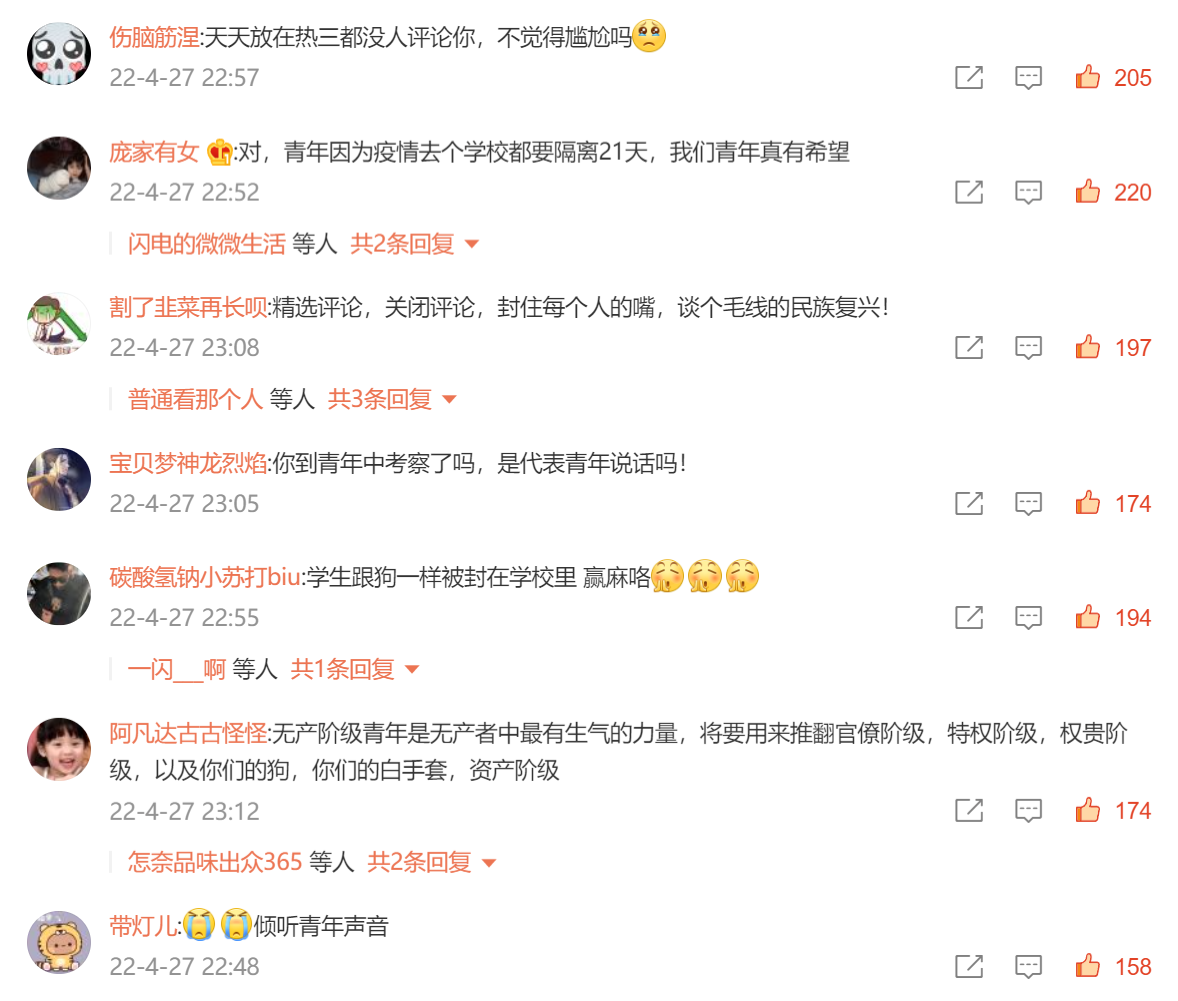 伤脑筋涅:天天放在热三都没人评论你，不觉得尴尬吗🥺
22-4-27 22:57
205
庞家有女 :对，青年因为疫情去个学校都要隔离21天，我们青年真有希望
22-4-27 22:52
220
闪电的微微生活 等人 共2条回复
割了韭菜再长呗:精选评论，关闭评论，封住每个人的嘴，谈个毛线的民族复兴！
22-4-27 23:08
197
普通看那个人 等人 共3条回复
宝贝梦神龙烈焰:你到青年中考察了吗，是代表青年说话吗！
22-4-27 23:05
174
碳酸氢钠小苏打biu:学生跟狗一样被封在学校里 赢麻咯
22-4-27 22:55
194
一闪___啊 等人 共1条回复
阿凡达古古怪怪:无产阶级青年是无产者中最有生气的力量，将要用来推翻官僚阶级，特权阶级，权贵阶
级，以及你们的狗，你们的白手套，资产阶级
22-4-27 23:12
174
怎奈品味出众365 等人 共2条回复
带灯儿:😭😭倾听青年声音
22-4-27 22:48
158